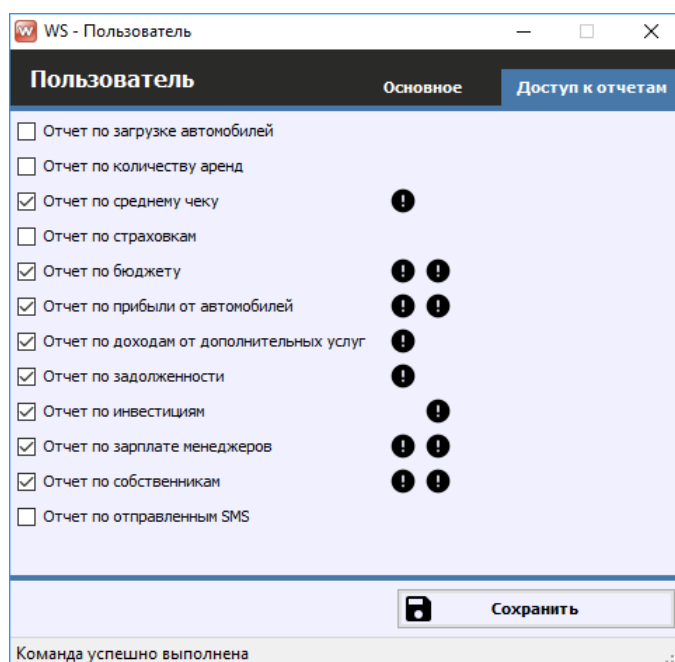 WS - Пользователь
Пользователь
Основное
Доступ к отчетам
Отчет по загрузке автомобилей
Отчет по количеству аренд
Отчет по среднему чеку
Отчет по страховкам
Отчет по бюджету
Отчет по прибыли от автомобилей
Отчет по доходам от дополнительных услуг
Отчет по задолженности
Отчет по инвестициям
Отчет по зарплате менеджеров
Отчет по собственникам
Отчет по отправленным SMS
Сохранить
Команда успешно выполнена